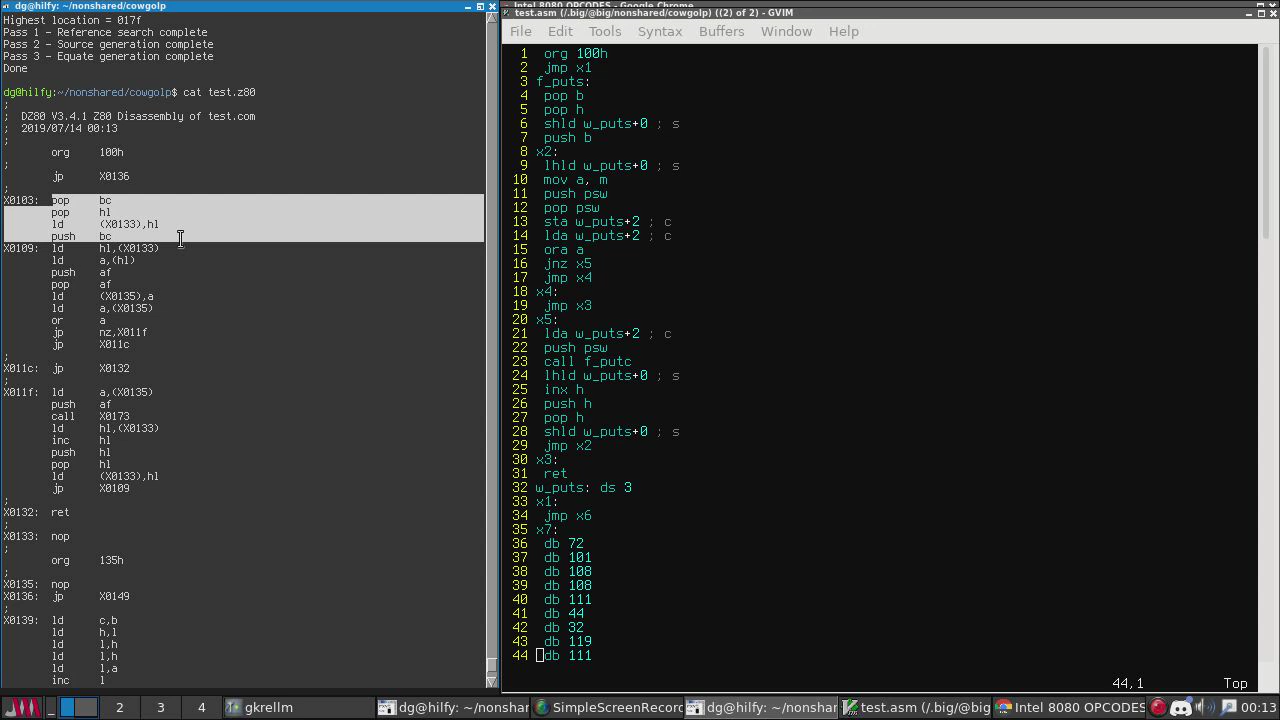 dg@hilfy: ~/nonshared/cowgolp
Highest location = 017f
Pass 1 - Reference search complete
Pass 2 - Source generation complete
Pass 3 - Equate generation complete
Done
dg@hilfy:~/nonshared/cowgolp$ cat test.z80
;
;  DZ80 V3.4.1 Z80 Disassembly of test.com
;  2019/07/14 00:13
;
org 100h
;
jp X0136
;
X0103: pop bc
pop hl
ld (X0133),hl
push bc
X0109: ld hl,(X0133)
ld a,(hl)
push af
pop af
ld (X0135),a
ld a,(X0135)
or a
jp nz,X011f
jp X011c
;
X011c: jp X0132
;
X011f: ld a,(X0135)
push af
call X0173
ld hl,(X0133)
inc hl
push hl
pop hl
ld (X0133),hl
jp X0109
;
X0132: ret
;
X0133: nop
;
org 135h
;
X0135: nop
X0136: jp X0149
;
X0139: ld c,b
ld h,l
ld l,h
ld l,h
ld l,a
inc l
Intel 8080 OPCODES - Google Chrome
test.asm (/.big/@big/nonshared/cowgolp) ((2) of 2) - GVIM
File Edit Tools Syntax Buffers Window Help
1 org 100h
2 jmp x1
3 f_puts:
4 pop b
5 pop h
6 shld w_puts+0 ; s
7 push b
8 x2:
9 lhld w_puts+0 ; s
10 mov a, m
11 push psw
12 pop psw
13 sta w_puts+2 ; c
14 lda w_puts+2 ; c
15 ora a
16 jnz x5
17 jmp x4
18 x4:
19 jmp x3
20 x5:
21 lda w_puts+2 ; c
22 push psw
23 call f_putc
24 lhld w_puts+0 ; s
25 inx h
26 push h
27 pop h
28 shld w_puts+0 ; s
29 jmp x2
30 x3:
31 ret
32 w_puts: ds 3
33 x1:
34 jmp x6
35 x7:
36 db 72
37 db 101
38 db 108
39 db 108
40 db 111
41 db 44
42 db 32
43 db 119
44 db 111
44,1 Top
2 3 4 gkrellm dg@hilfy: ~/nonshar SimpleScreenRecor dg@hilfy: ~/nonshar test.asm (/.big/@big Intel 8080 OPCODES 00:13